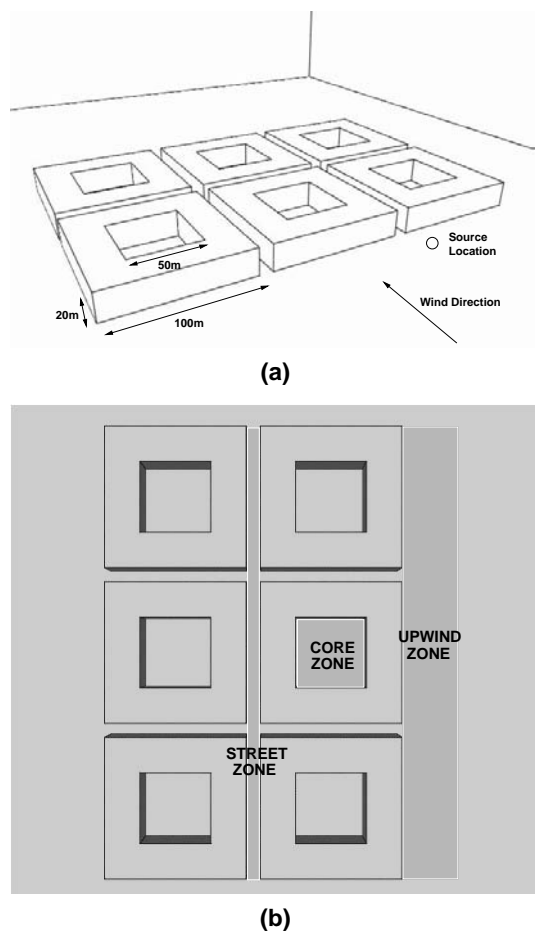 Source
Location
50m
Wind Direction
20m
100m
(a)
UPWIND
ZONE
CORE
ZONE
STREET
ZONE
(b)